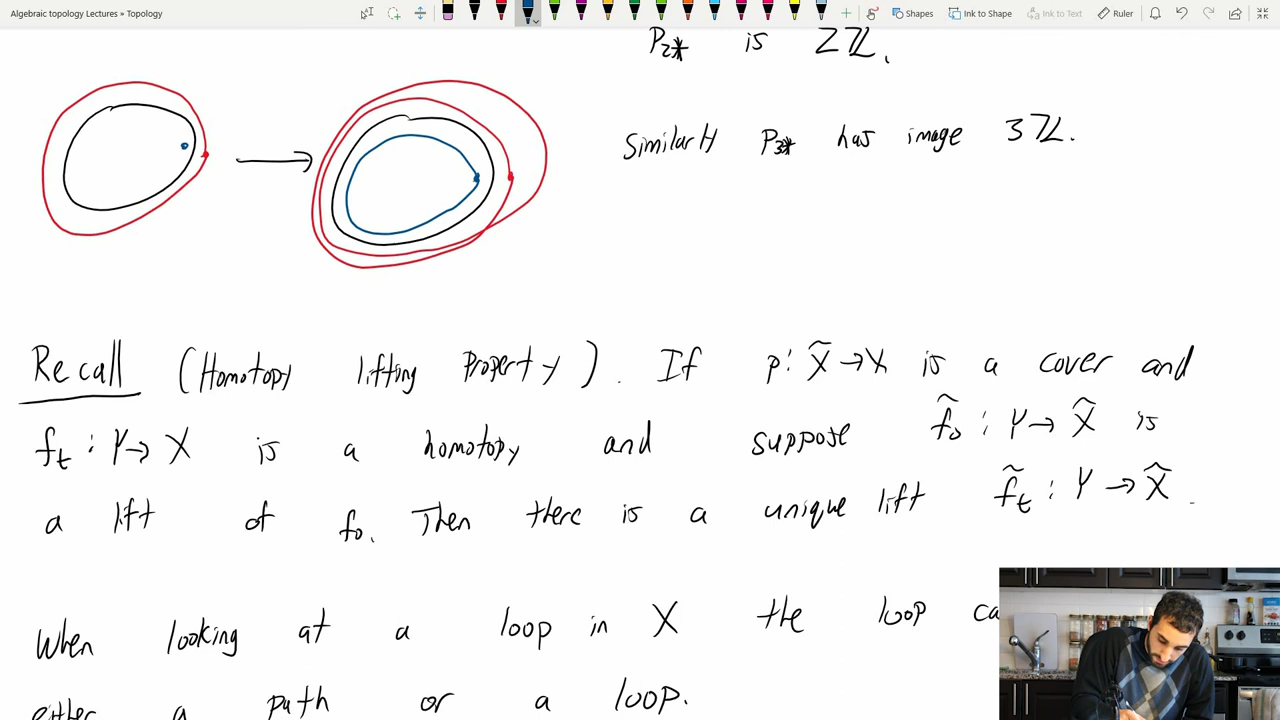 Algebraic topology Lectures » Topology
Shapes
Ink to Shape
Ink to Text
Ruler
P₂* is 2ℤ.
Similarly P₃* has image 3ℤ.
Recall (Homotopy lifting Property). If p: X̃→X is a cover and
fₜ : Y→ X is a homotopy and suppose f̃₀ : Y→ X̃ is
a lift of f₀. Then there is a unique lift f̃ₜ : Y→ X̃.
When looking at a loop in X the loop ca
either a path or a loop.